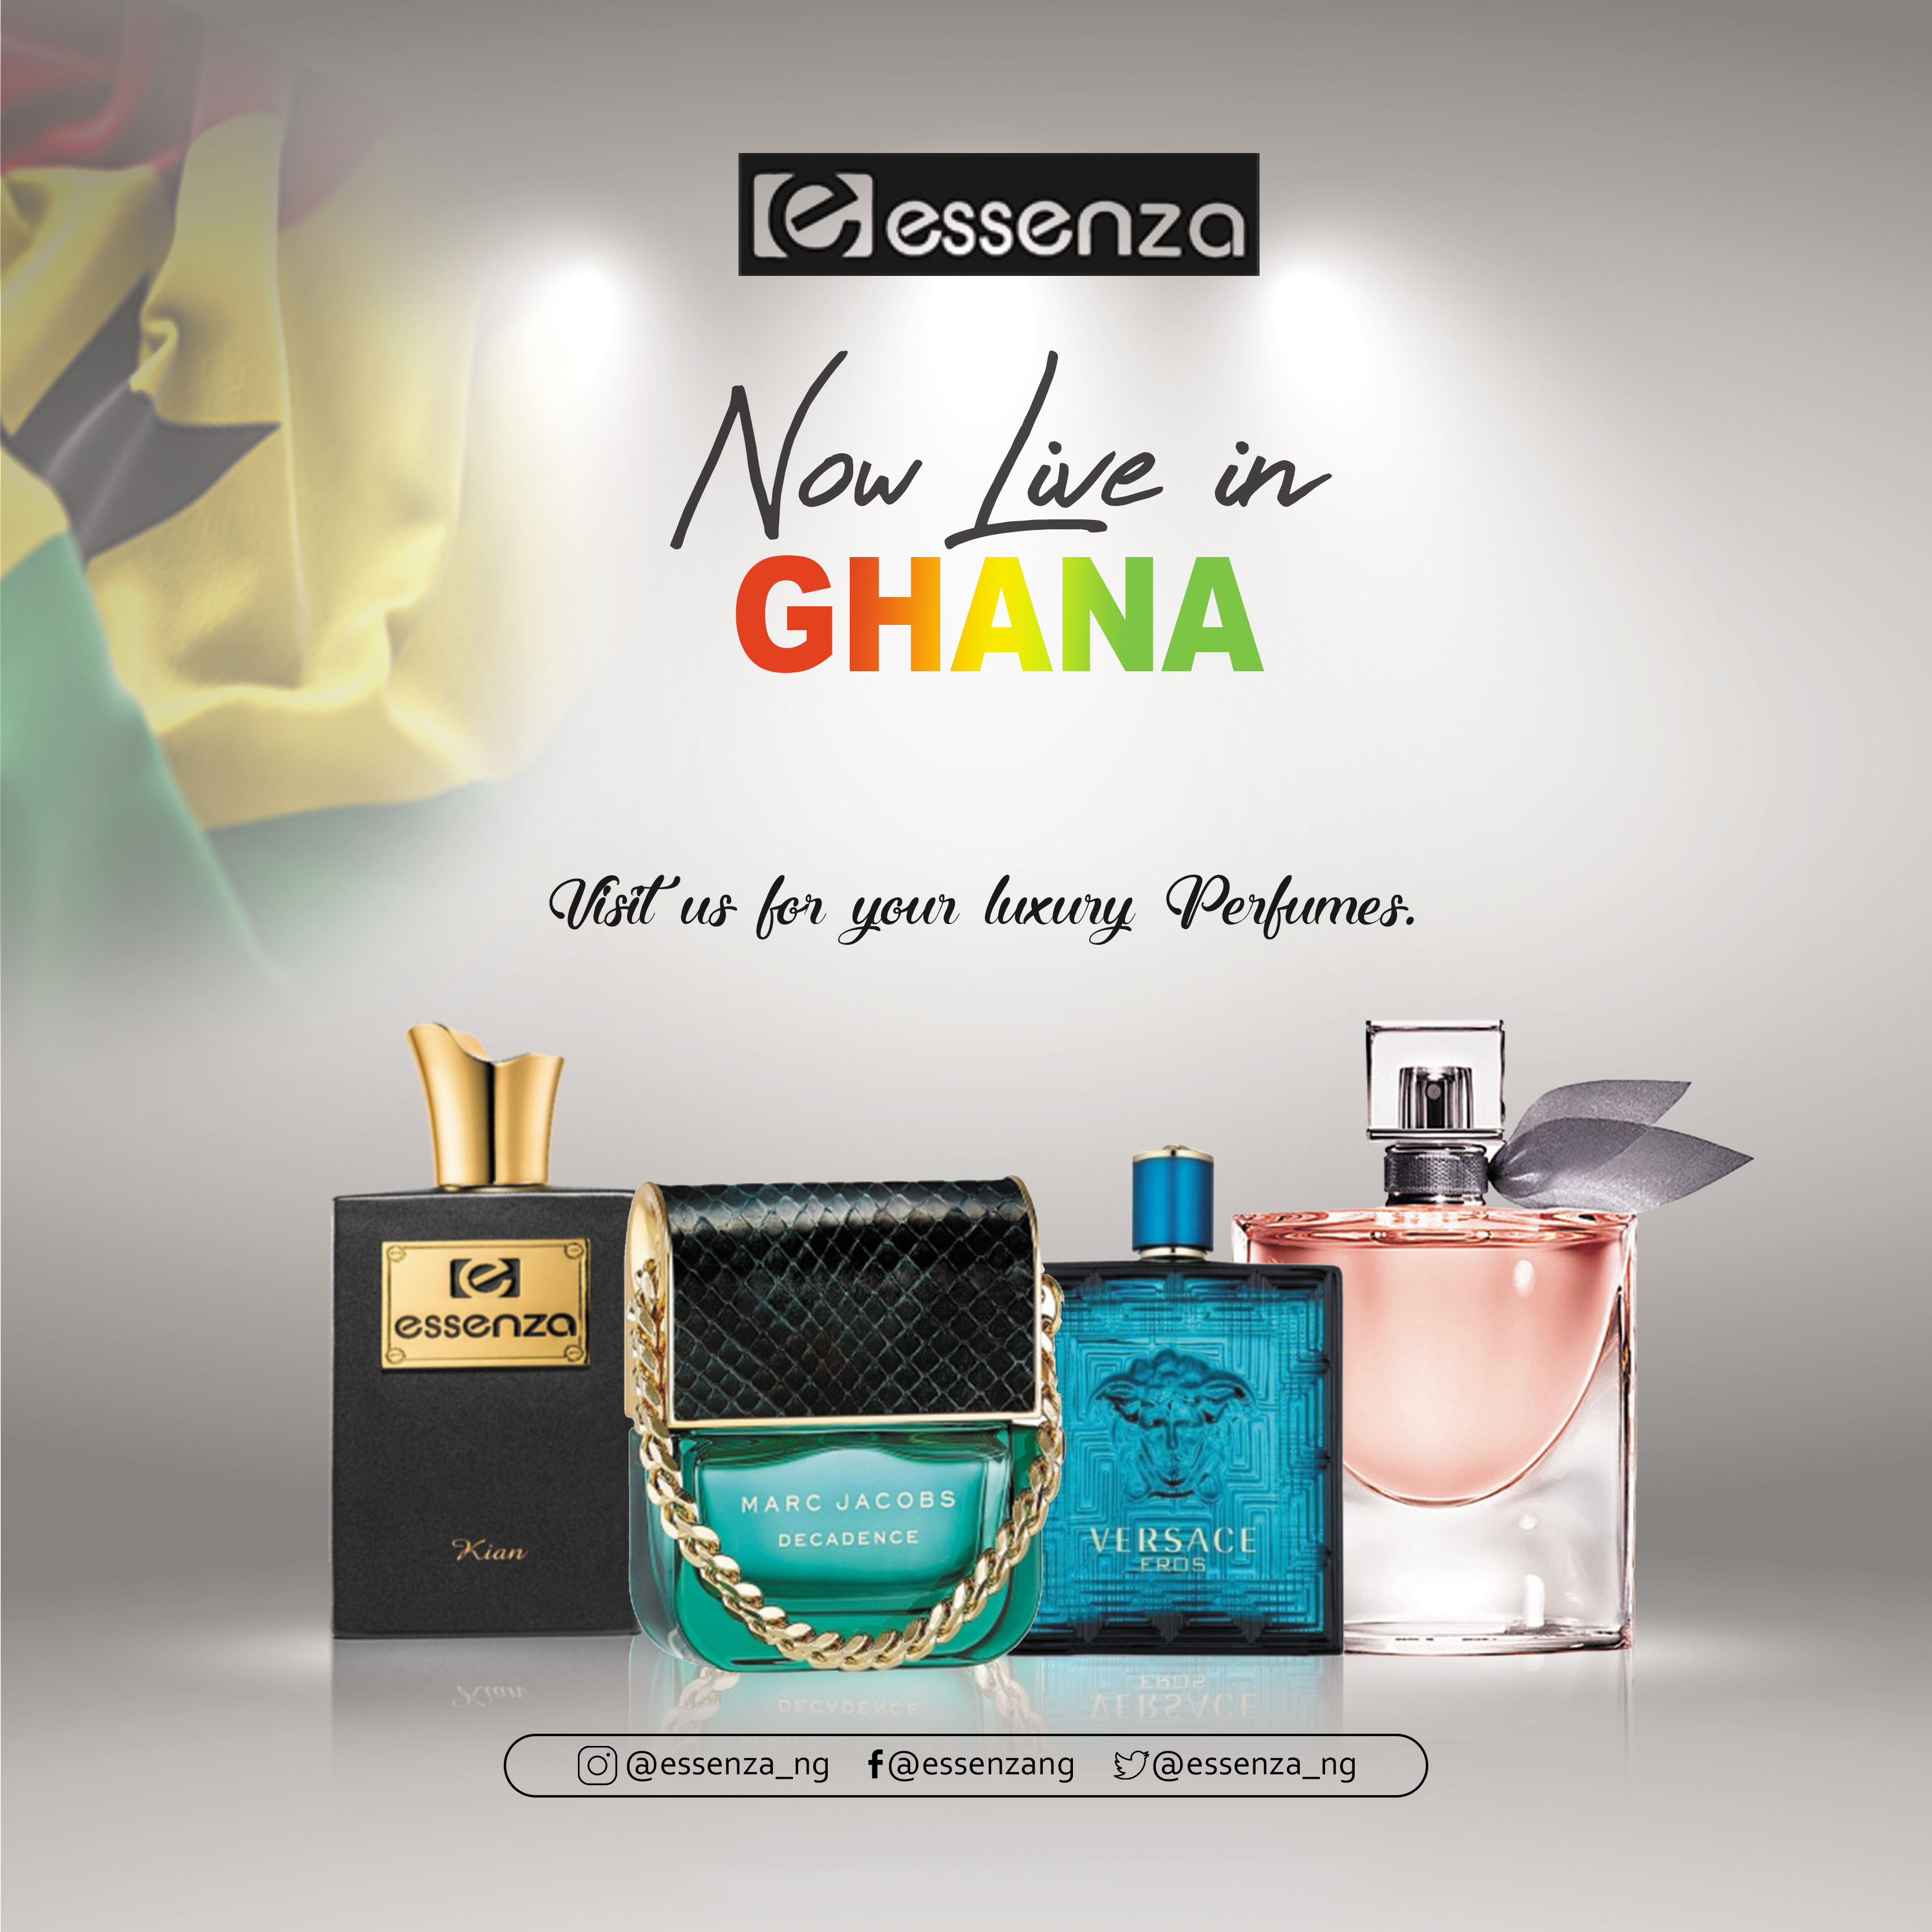 essenza
Now Live in
GHANA
Visit us for your luxury Perfumes.
essenza
Kian
MARC JACOBS
DECADENCE
VERSACE
EROS
@essenza_ng @essenzang @essenza_ng